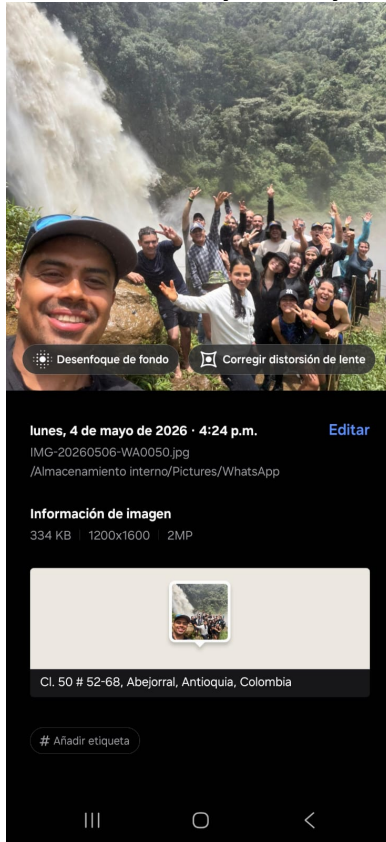 Desenfoque de fondo
Corregir distorsión de lente
lunes, 4 de mayo de 2026 · 4:24 p.m.
Editar
IMG-20260506-WA0050.jpg
/Almacenamiento interno/Pictures/WhatsApp
Información de imagen
334 KB | 1200x1600 | 2MP
Cl. 50 # 52-68, Abejorral, Antioquia, Colombia
# Añadir etiqueta